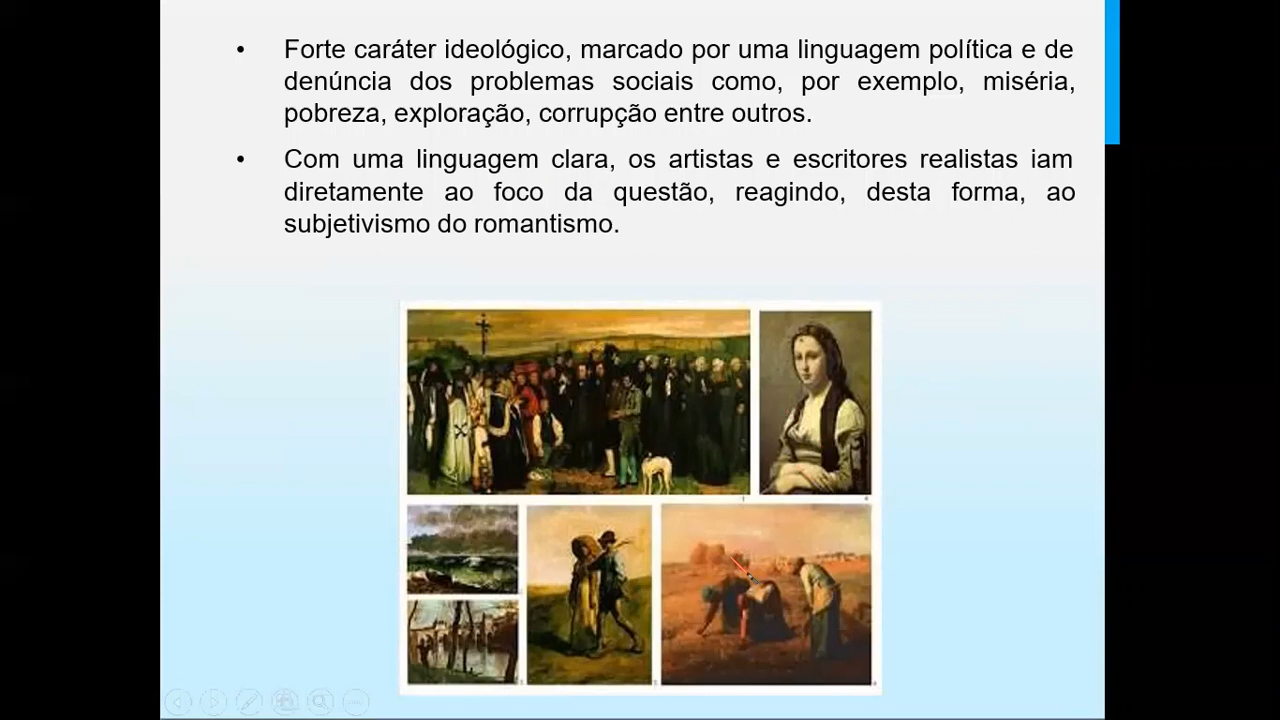 • Forte caráter ideológico, marcado por uma linguagem política e de
denúncia dos problemas sociais como, por exemplo, miséria,
pobreza, exploração, corrupção entre outros.
• Com uma linguagem clara, os artistas e escritores realistas iam
diretamente ao foco da questão, reagindo, desta forma, ao
subjetivismo do romantismo.